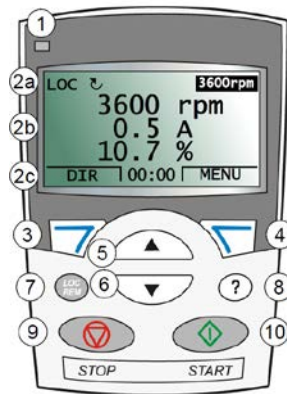 1
2a
LOC 3600rpm
3600 rpm
2b
0.5 A
10.7 %
2c
DIR 00:00 MENU
3
4
5
6
7
LOC
REM
?
8
9
10
STOP START